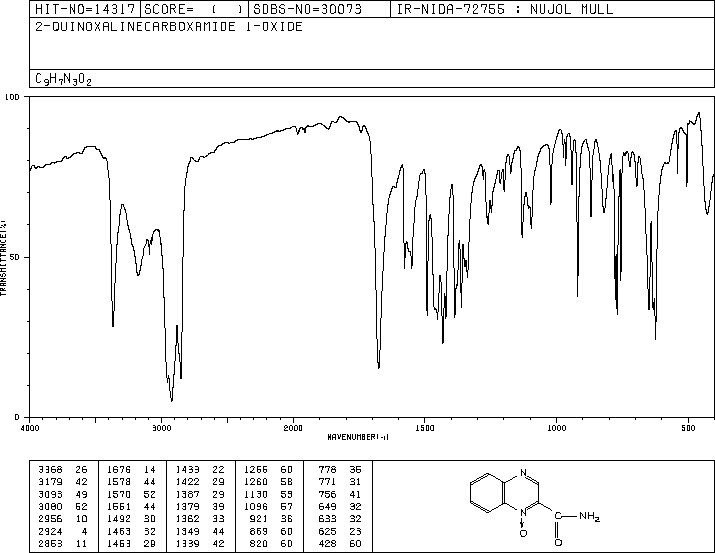 HIT-NO=14317 SCORE= ( ) SDBS-NO=30073 IR-NIDA-72755 : NUJOL MULL
2-QUINOXALINECARBOXAMIDE 1-OXIDE
C9H7N3O2
100
50
0
TRANSMITTANCE(%)
4000 3000 2000 1500 1000 500
WAVENUMBER(-1)
3368 26 1676 14 1433 22 1266 60 778 35
3179 42 1578 44 1422 29 1260 58 771 31
3093 49 1570 52 1387 29 1130 53 756 41
3080 52 1551 44 1379 39 1096 57 649 32
2956 10 1492 30 1362 33 921 36 633 32
2924 4 1463 32 1349 44 869 60 625 23
2853 11 1453 29 1339 42 820 60 428 60
N
N
O
C
NH2
O